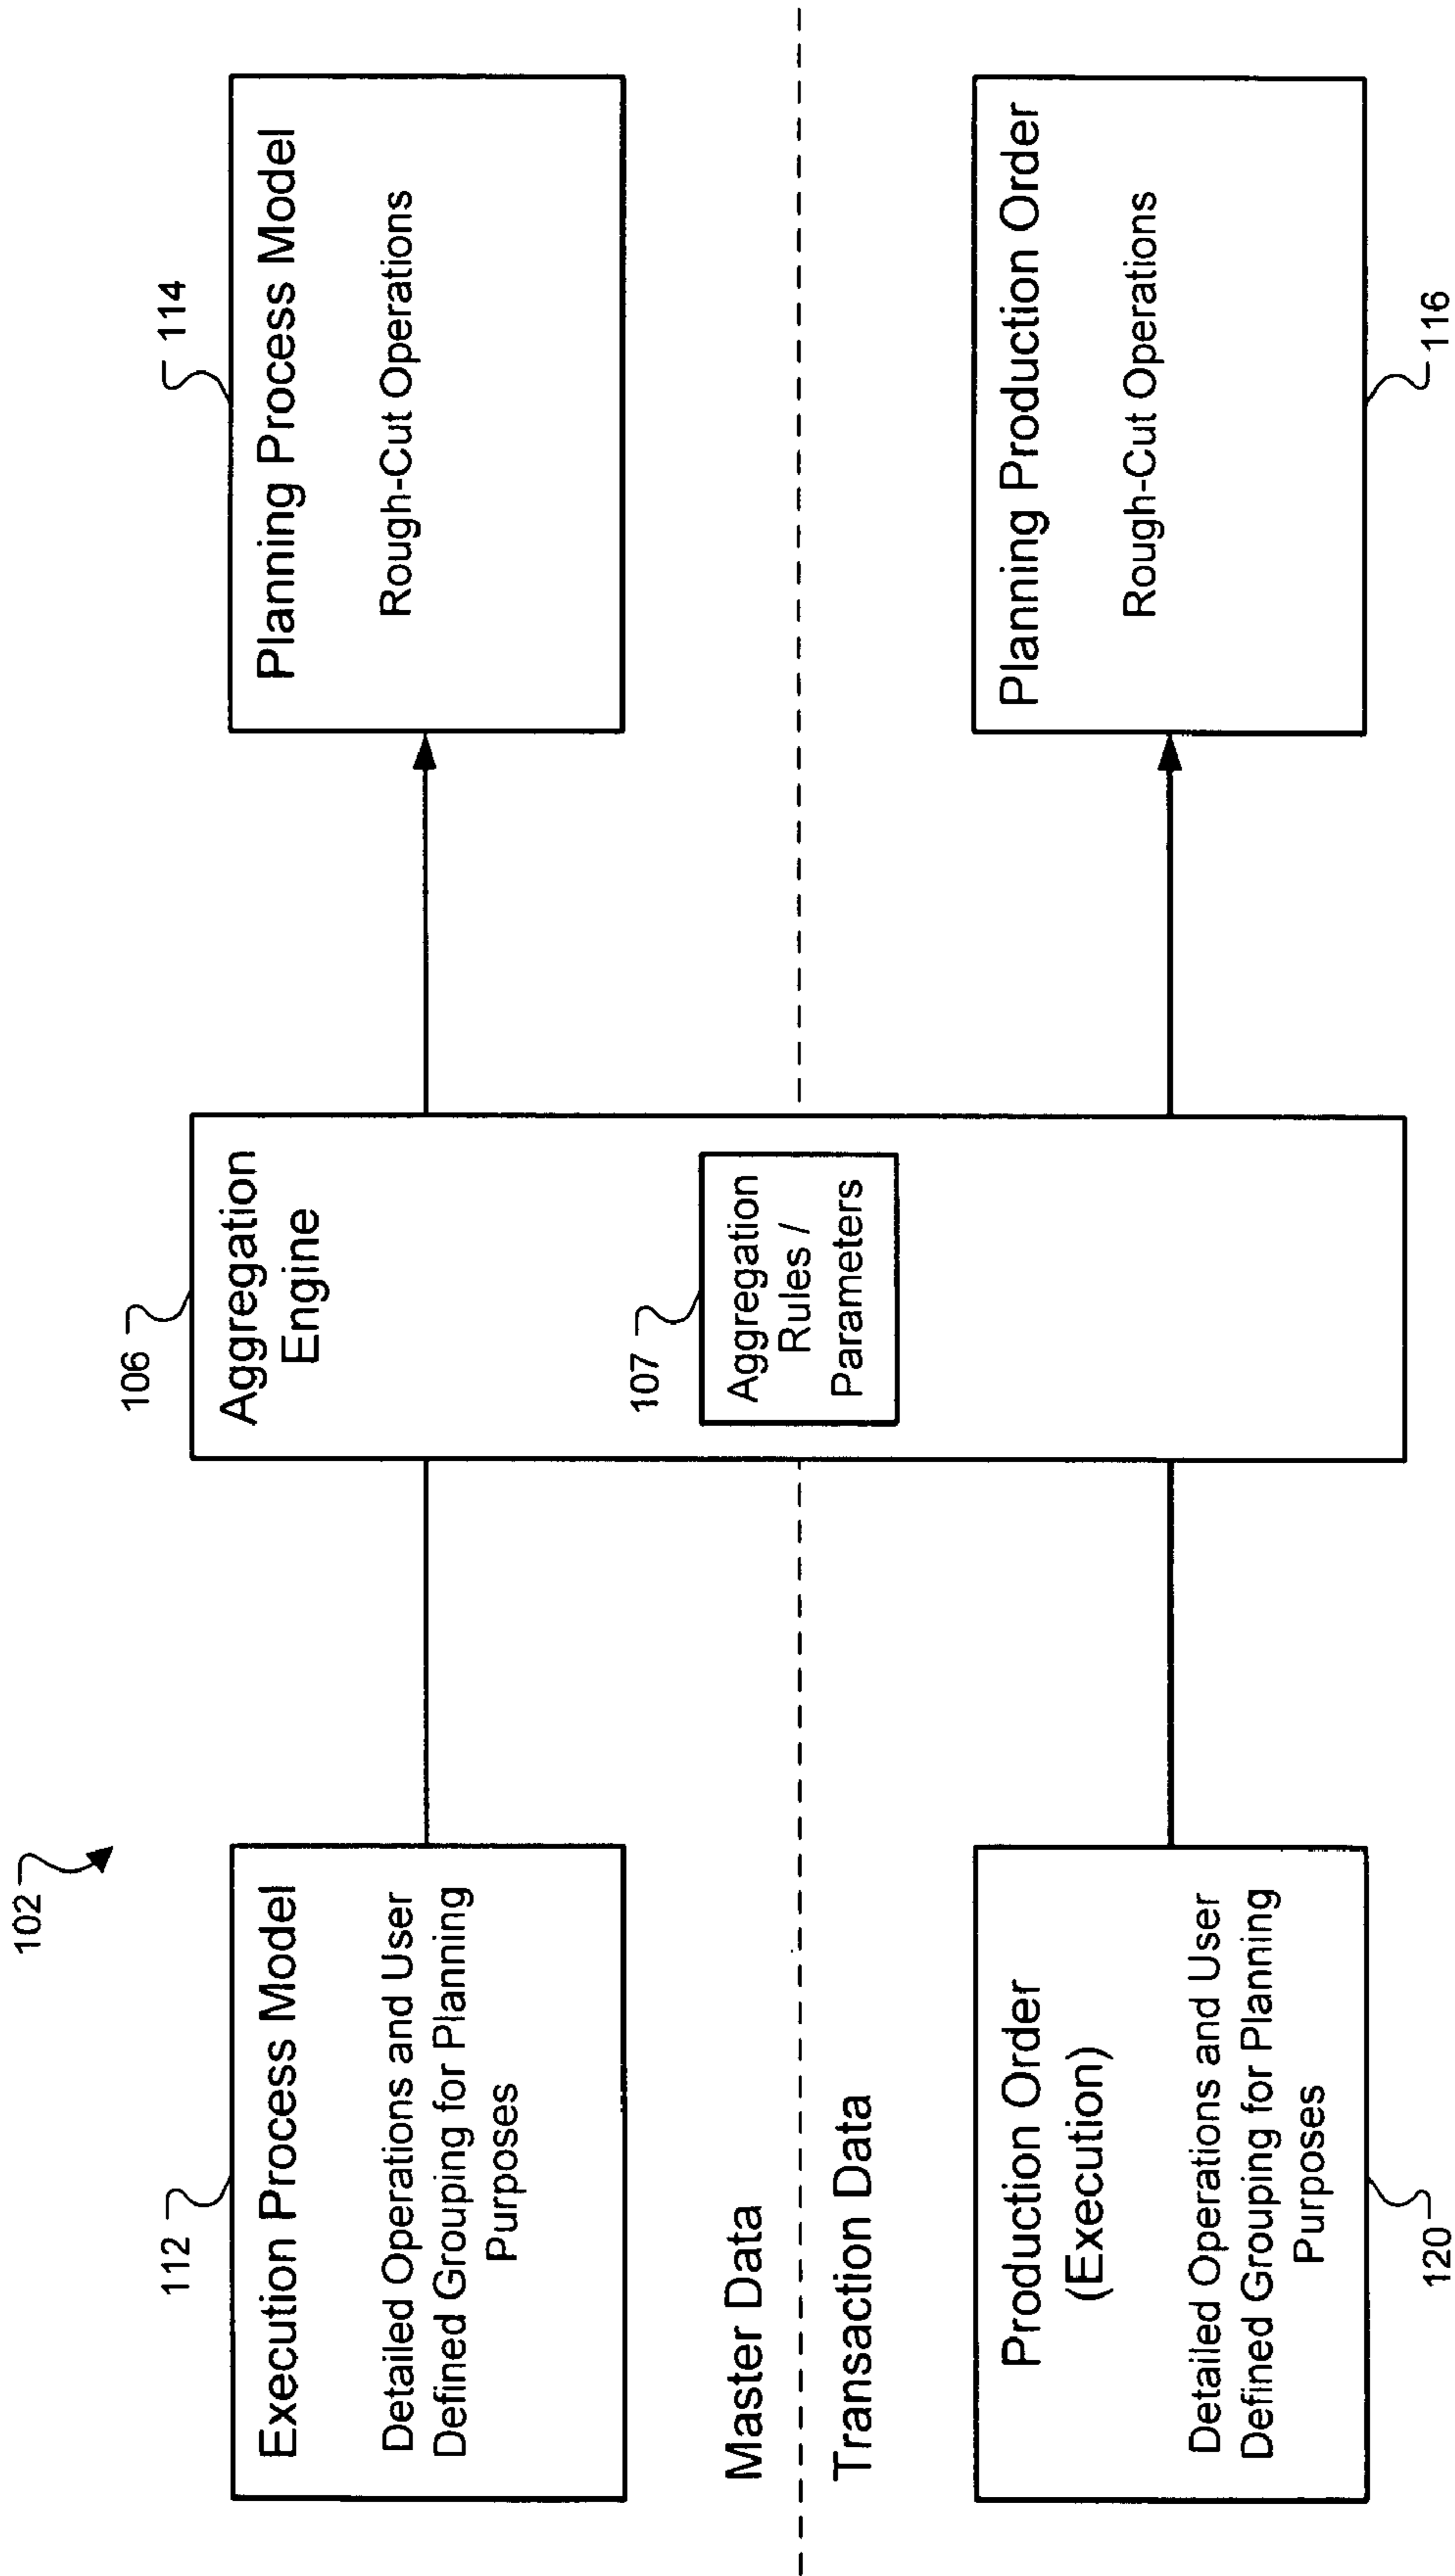 102
112
Execution Process Model
Detailed Operations and User
Defined Grouping for Planning
Purposes
106
Aggregation
Engine
114
Planning Process Model
Rough-Cut Operations
107
Aggregation
Rules /
Parameters
Master Data
Transaction Data
Production Order
(Execution)
Detailed Operations and User
Defined Grouping for Planning
Purposes
120
Planning Production Order
Rough-Cut Operations
116